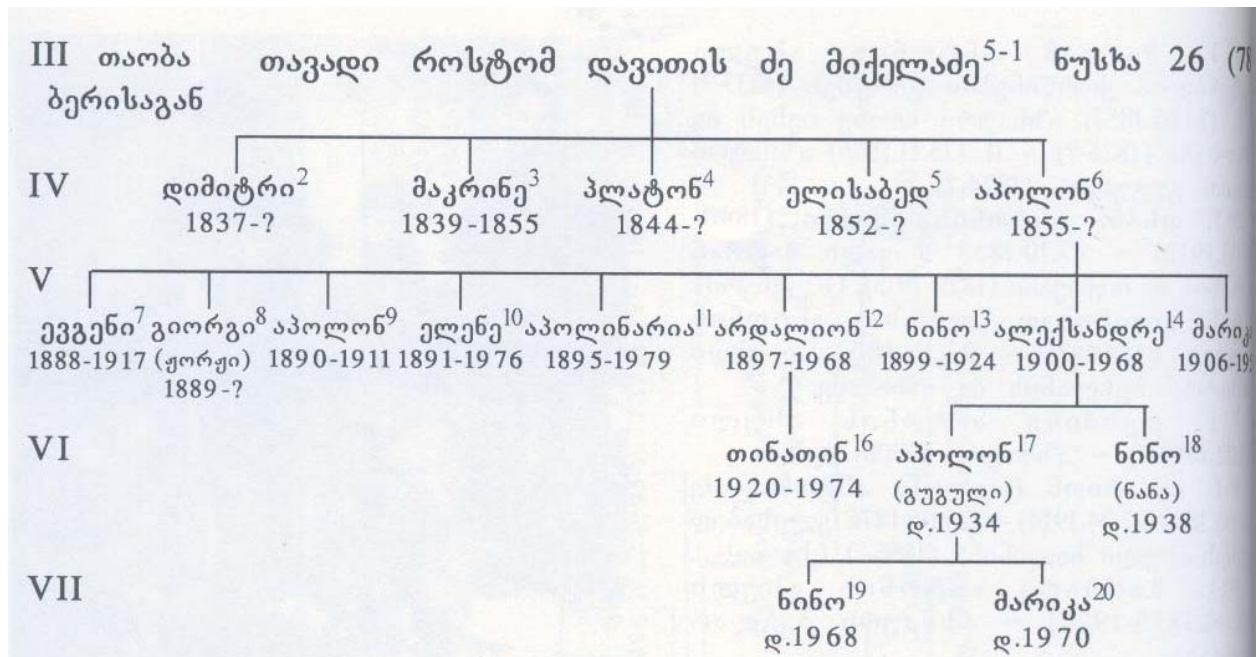 III თაობა თავადი როსტომ დავითის ძე მიქელაძე5-1 ნუსხა 26
ბერისაგან
IV დიმიტრი2 მაკრინე3 პლატონ4 ელისაბედ5 აპოლონ6
1837-? 1839-1855 1844-? 1852-? 1855-?
V
ევგენი7 გიორგი8 აპოლონ9 ელენე10 აპოლინარია11 არდალიონ12 ნინო13 ალექსანდრე14
1888-1917 (ჟორჟი) 1890-1911 1891-1976 1895-1979 1897-1968 1899-1924 1900-1968
1889-?
VI თინათინ16 აპოლონ17 ნინო18
1920-1974 (გუგული) (ნანა)
დ.1934 დ.1938
VII ნინო19 მარიკა20
დ.1968 დ.1970